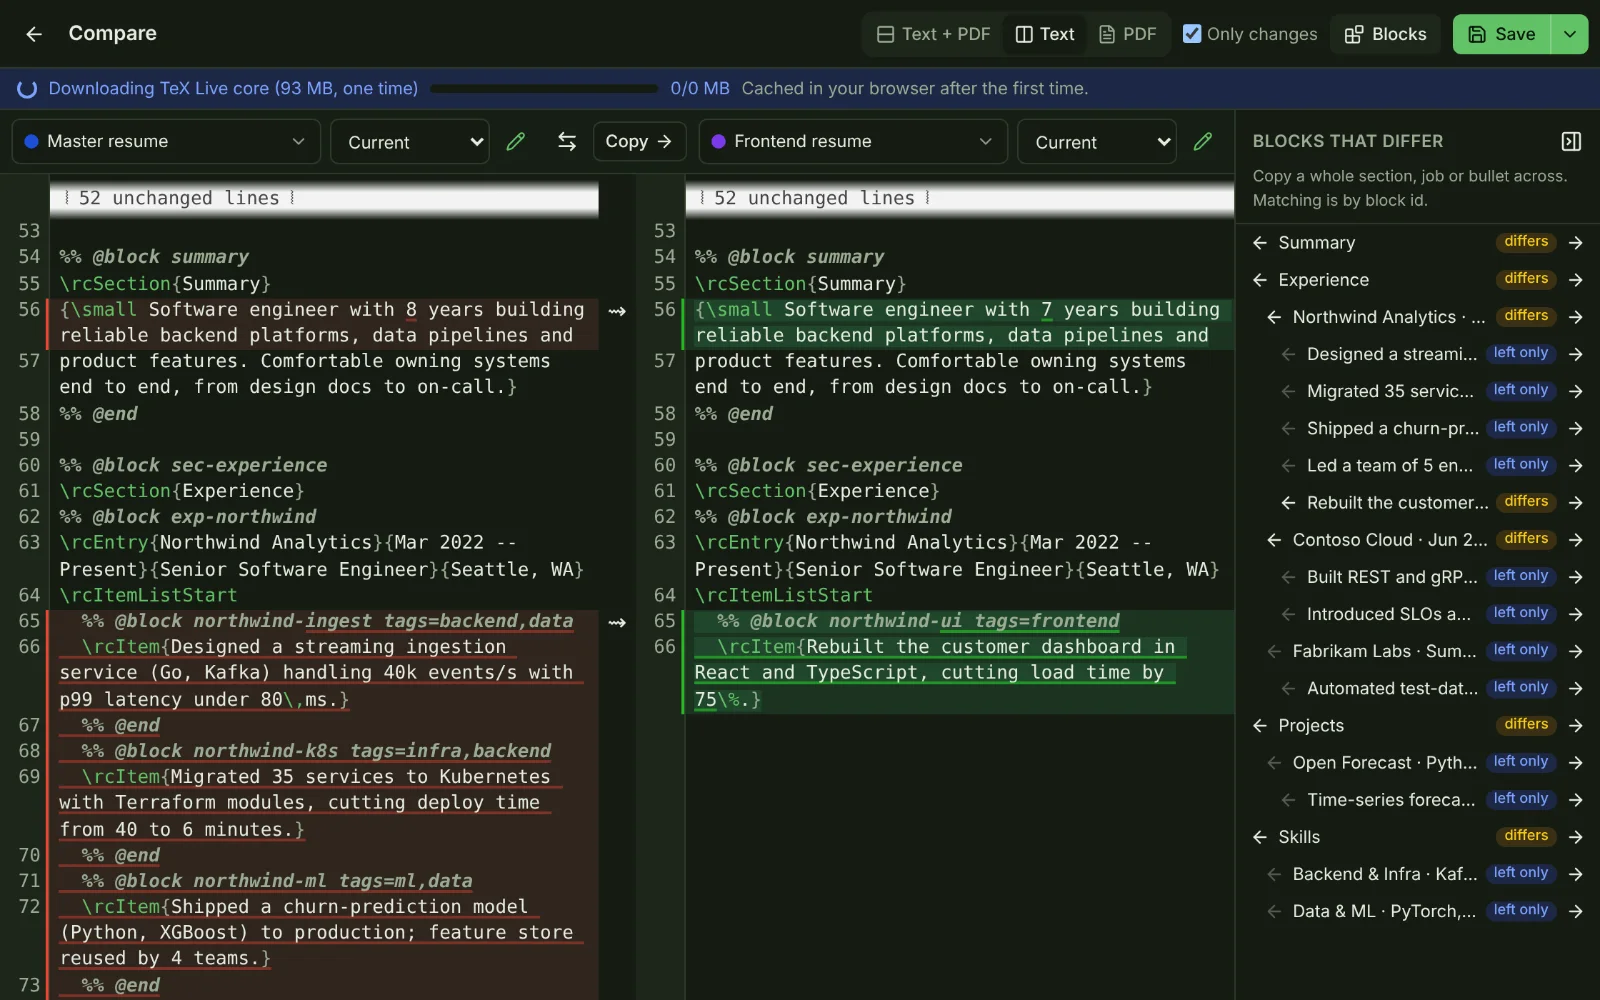 Compare
Text + PDF
Text
PDF
Only changes
Blocks
Save
Downloading TeX Live core (93 MB, one time)
0/0 MB
Cached in your browser after the first time.
Master resume
Current
Copy →
Frontend resume
Current
52 unchanged lines
53
54 %% @block summary
55 \rcSection{Summary}
56 {\small Software engineer with 8 years building
reliable backend platforms, data pipelines and
57 product features. Comfortable owning systems
end to end, from design docs to on-call.}
58 %% @end
59
60 %% @block sec-experience
61 \rcSection{Experience}
62 %% @block exp-northwind
63 \rcEntry{Northwind Analytics}{Mar 2022 --
Present}{Senior Software Engineer}{Seattle, WA}
64 \rcItemListStart
65 %% @block northwind-ingest tags=backend,data
66 \rcItem{Designed a streaming ingestion
service (Go, Kafka) handling 40k events/s with
p99 latency under 80\,ms.}
67 %% @end
68 %% @block northwind-k8s tags=infra,backend
69 \rcItem{Migrated 35 services to Kubernetes
with Terraform modules, cutting deploy time
from 40 to 6 minutes.}
70 %% @end
71 %% @block northwind-ml tags=ml,data
72 \rcItem{Shipped a churn-prediction model
(Python, XGBoost) to production; feature store
reused by 4 teams.}
73 %% @end
52 unchanged lines
53
54 %% @block summary
55 \rcSection{Summary}
56 {\small Software engineer with 7 years building
reliable backend platforms, data pipelines and
57 product features. Comfortable owning systems
end to end, from design docs to on-call.}
58 %% @end
59
60 %% @block sec-experience
61 \rcSection{Experience}
62 %% @block exp-northwind
63 \rcEntry{Northwind Analytics}{Mar 2022 --
Present}{Senior Software Engineer}{Seattle, WA}
64 \rcItemListStart
65 %% @block northwind-ui tags=frontend
66 \rcItem{Rebuilt the customer dashboard in
React and TypeScript, cutting load time by
75\%.}
BLOCKS THAT DIFFER
Copy a whole section, job or bullet across.
Matching is by block id.
← Summary differs →
← Experience differs →
← Northwind Analytics · ... differs →
← Designed a streami... left only →
← Migrated 35 servic... left only →
← Shipped a churn-pr... left only →
← Led a team of 5 en... left only →
← Rebuilt the customer... differs →
← Contoso Cloud · Jun 2... differs →
← Built REST and gRP... left only →
← Introduced SLOs a... left only →
← Fabrikam Labs · Sum... left only →
← Automated test-dat... left only →
← Projects differs →
← Open Forecast · Pyth... left only →
← Time-series foreca... left only →
← Skills differs →
← Backend & Infra · Kaf... left only →
← Data & ML · PyTorch,... left only →